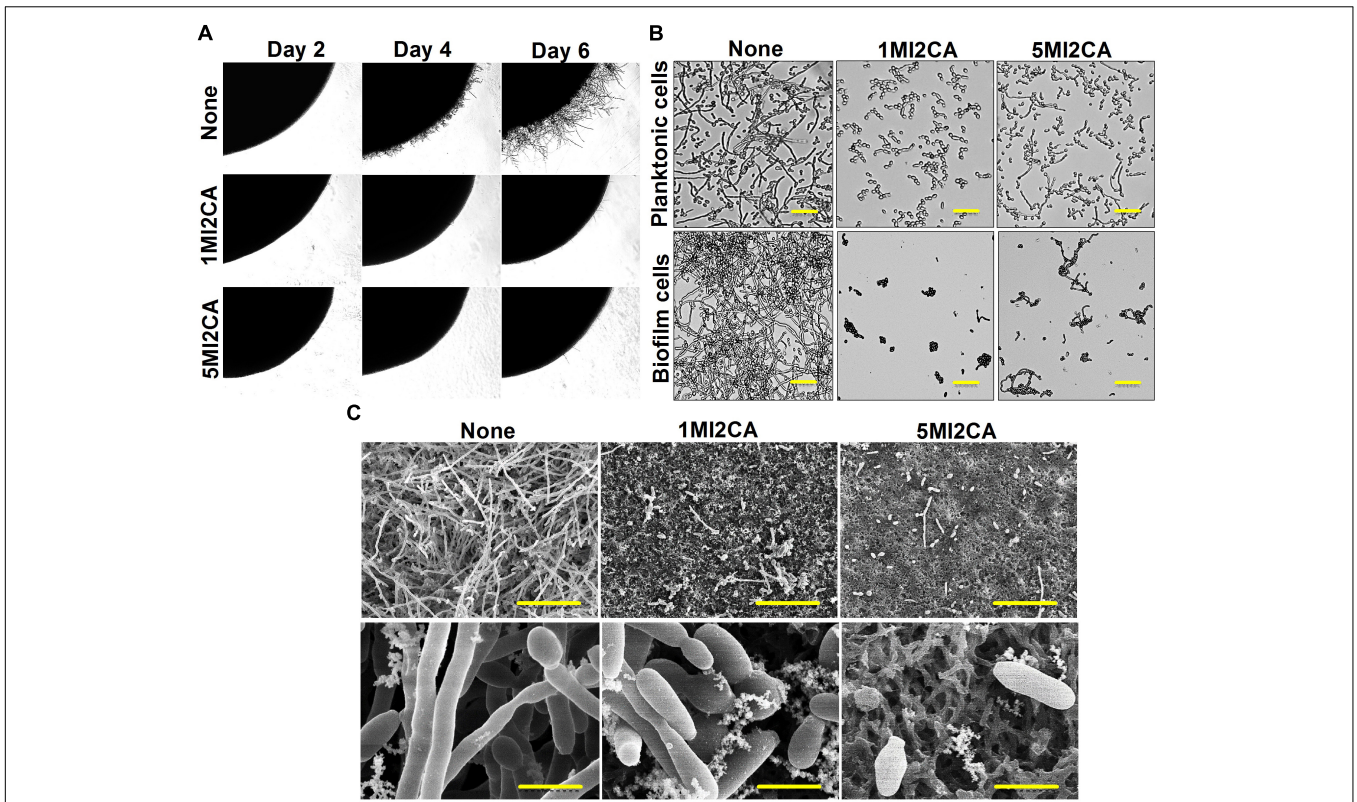 A
Day 2 Day 4 Day 6
None
1MI2CA
5MI2CA
B
None 1MI2CA 5MI2CA
Planktonic cells
Biofilm cells
C
None 1MI2CA 5MI2CA